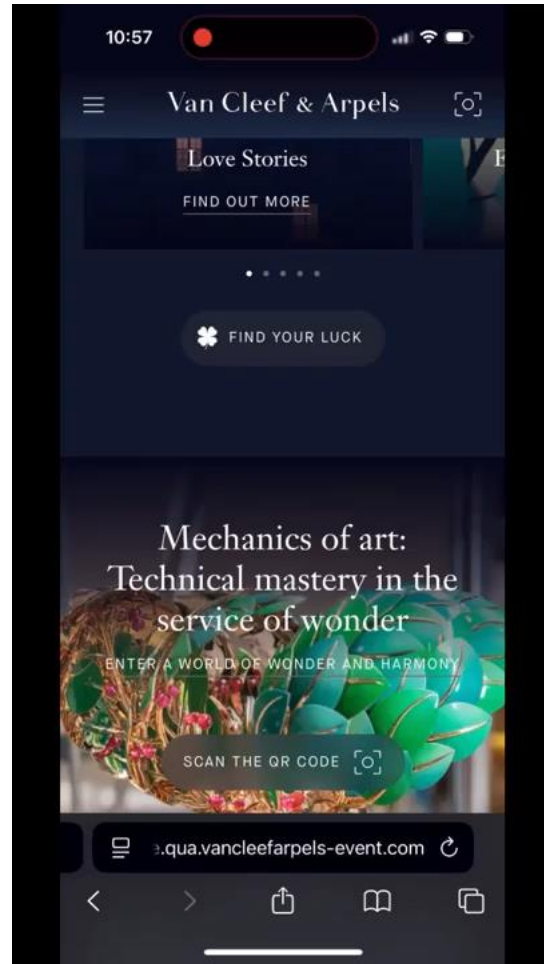 10:57
Van Cleef & Arpels
Love Stories
E
FIND OUT MORE
FIND YOUR LUCK
Mechanics of art:
Technical mastery in the
service of wonder
ENTER A WORLD OF WONDER AND HARMONY
SCAN THE QR CODE
.qua.vancleefarpels-event.com